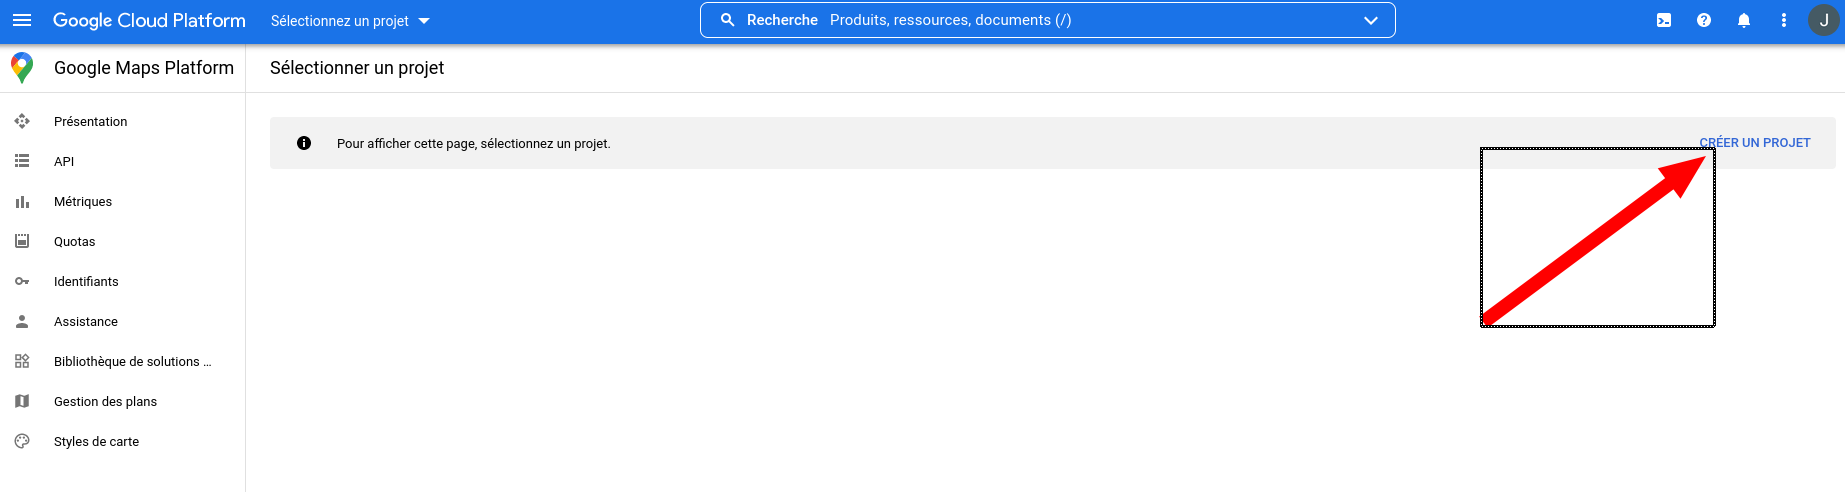 Google Cloud Platform
Sélectionnez un projet
Recherche Produits, ressources, documents (/)
J
Google Maps Platform
Sélectionner un projet
Présentation
Pour afficher cette page, sélectionnez un projet.
CRÉER UN PROJET
API
Métriques
Quotas
Identifiants
Assistance
Bibliothèque de solutions ...
Gestion des plans
Styles de carte